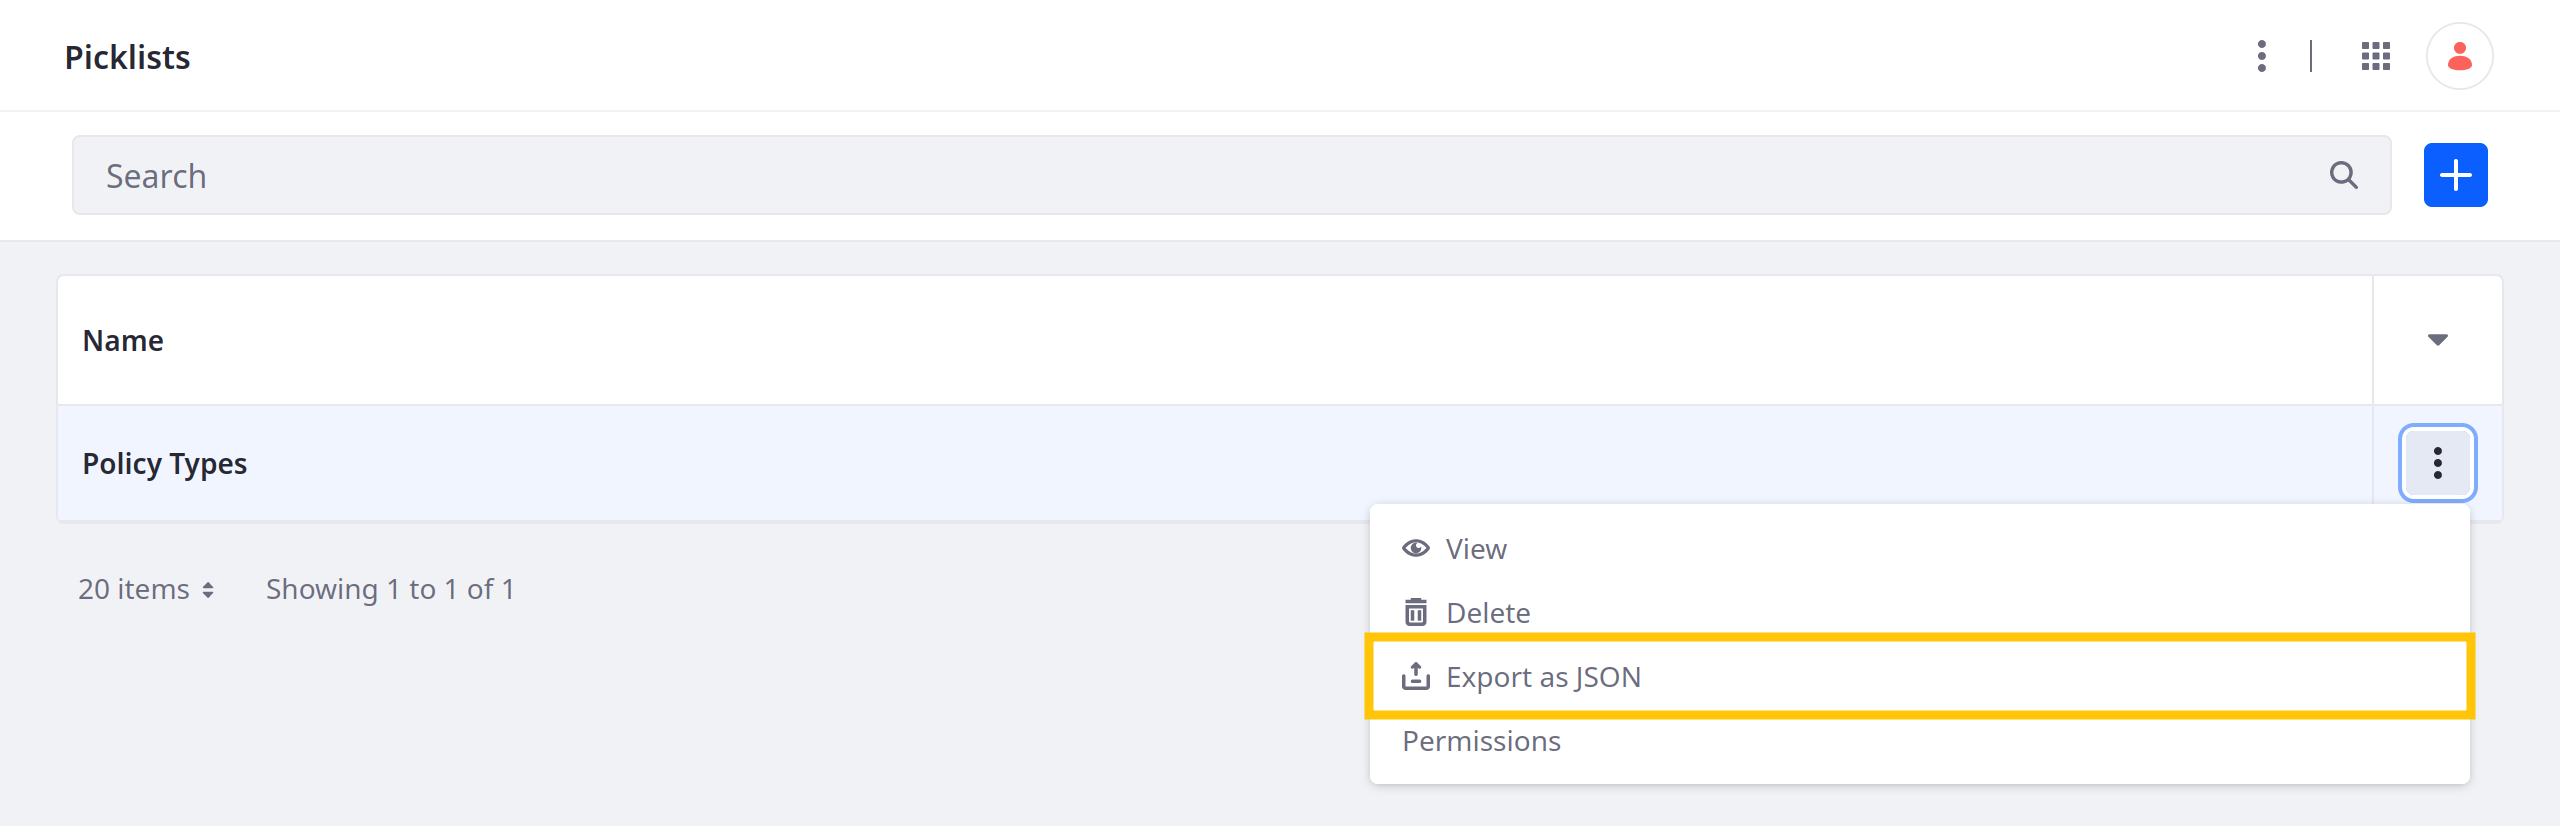 Picklists
Search
Name
Policy Types
View
20 items Showing 1 to 1 of 1
Delete
Export as JSON
Permissions